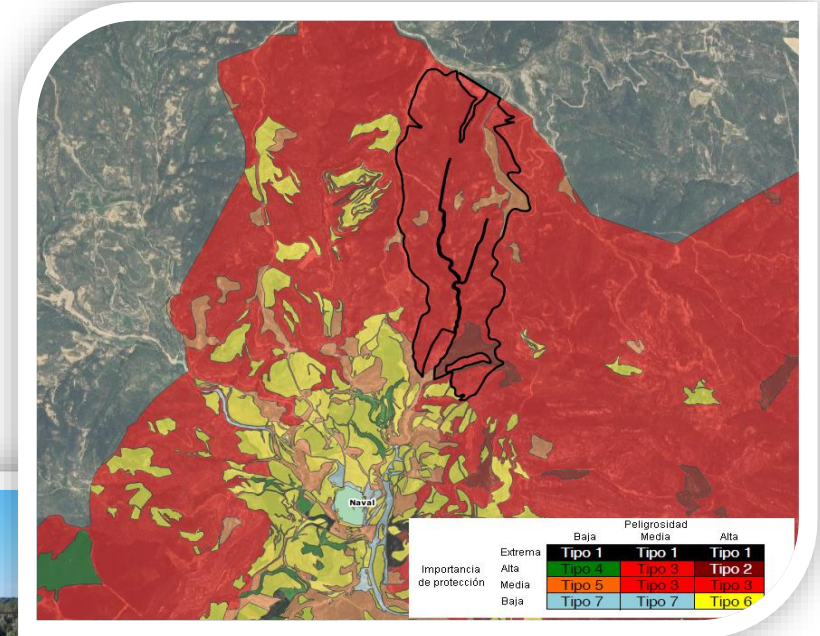 Naval
Peligrosidad
Baja Media Alta
Extrema Tipo 1 Tipo 1 Tipo 1
Importancia de protección
Alta Tipo 4 Tipo 3 Tipo 2
Media Tipo 5 Tipo 3 Tipo 3
Baja Tipo 7 Tipo 7 Tipo 6